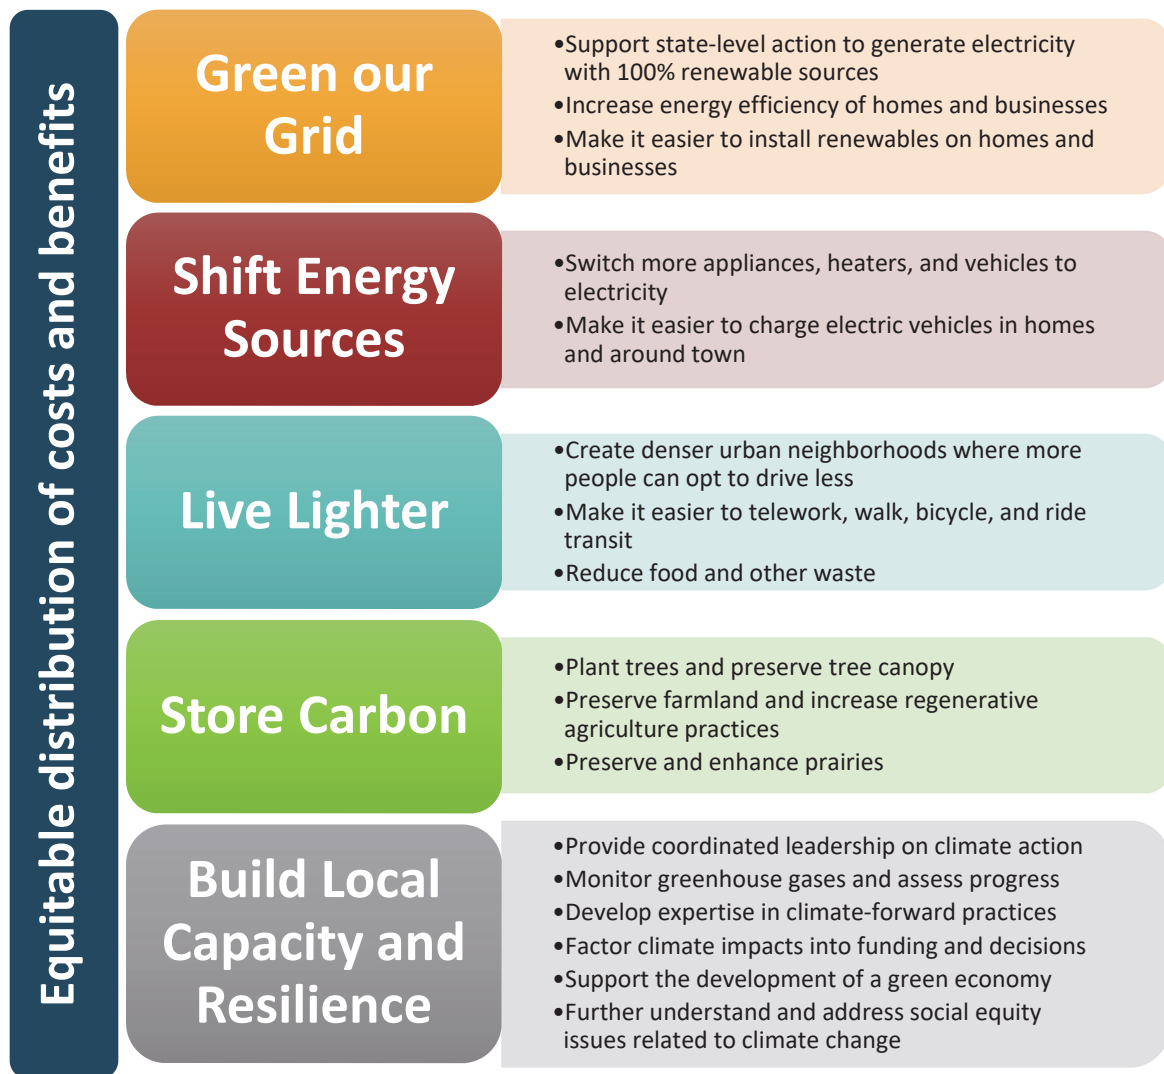 Equitable distribution of costs and benefits
Green our
Grid
•Support state-level action to generate electricity
with 100% renewable sources
•Increase energy efficiency of homes and businesses
•Make it easier to install renewables on homes and
businesses
Shift Energy
Sources
•Switch more appliances, heaters, and vehicles to
electricity
•Make it easier to charge electric vehicles in homes
and around town
Live Lighter
•Create denser urban neighborhoods where more
people can opt to drive less
•Make it easier to telework, walk, bicycle, and ride
transit
•Reduce food and other waste
Store Carbon
•Plant trees and preserve tree canopy
•Preserve farmland and increase regenerative
agriculture practices
•Preserve and enhance prairies
Build Local
Capacity and
Resilience
•Provide coordinated leadership on climate action
•Monitor greenhouse gases and assess progress
•Develop expertise in climate-forward practices
•Factor climate impacts into funding and decisions
•Support the development of a green economy
•Further understand and address social equity
issues related to climate change